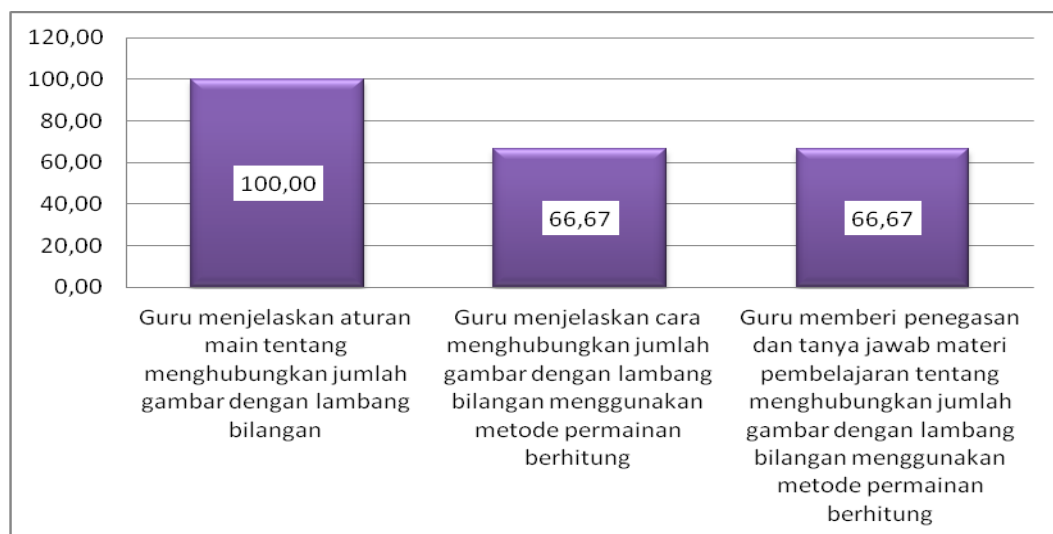 120,00
100,00
80,00
60,00
40,00
20,00
0,00
100,00
66,67
66,67
Guru menjelaskan aturan
main tentang
menghubungkan jumlah
gambar dengan lambang
bilangan
Guru menjelaskan cara
menghubungkan jumlah
gambar dengan lambang
bilangan menggunakan
metode permainan
berhitung
Guru memberi penegasan
dan tanya jawab materi
pembelajaran tentang
menghubungkan jumlah
gambar dengan lambang
bilangan menggunakan
metode permainan
berhitung